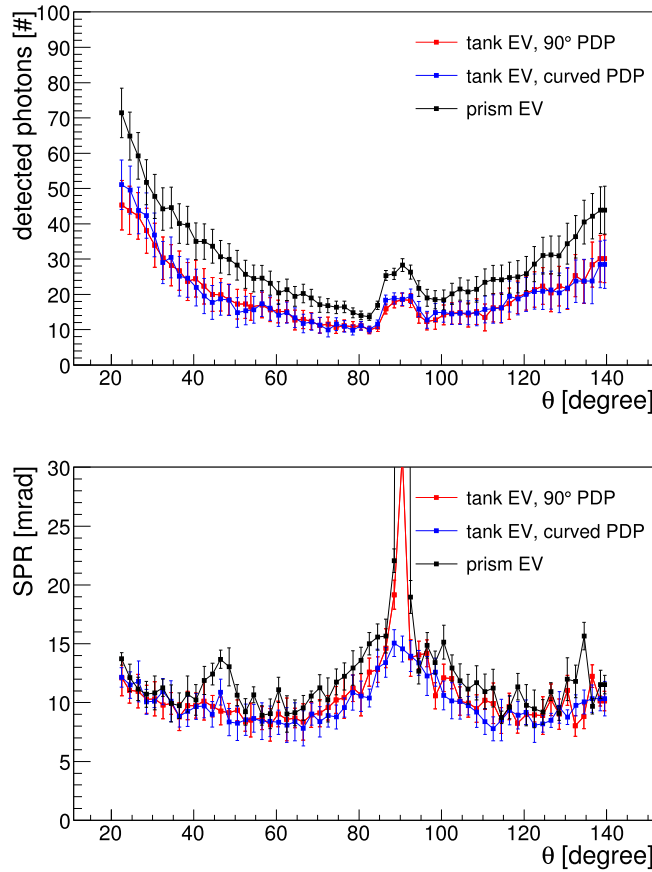 detected photons [#]
100
90
80
70
60
50
40
30
20
10
0
tank EV, 90° PDP
tank EV, curved PDP
prism EV
20 40 60 80 100 120 140
θ [degree]
SPR [mrad]
30
25
20
15
10
5
0
tank EV, 90° PDP
tank EV, curved PDP
prism EV
20 40 60 80 100 120 140
θ [degree]